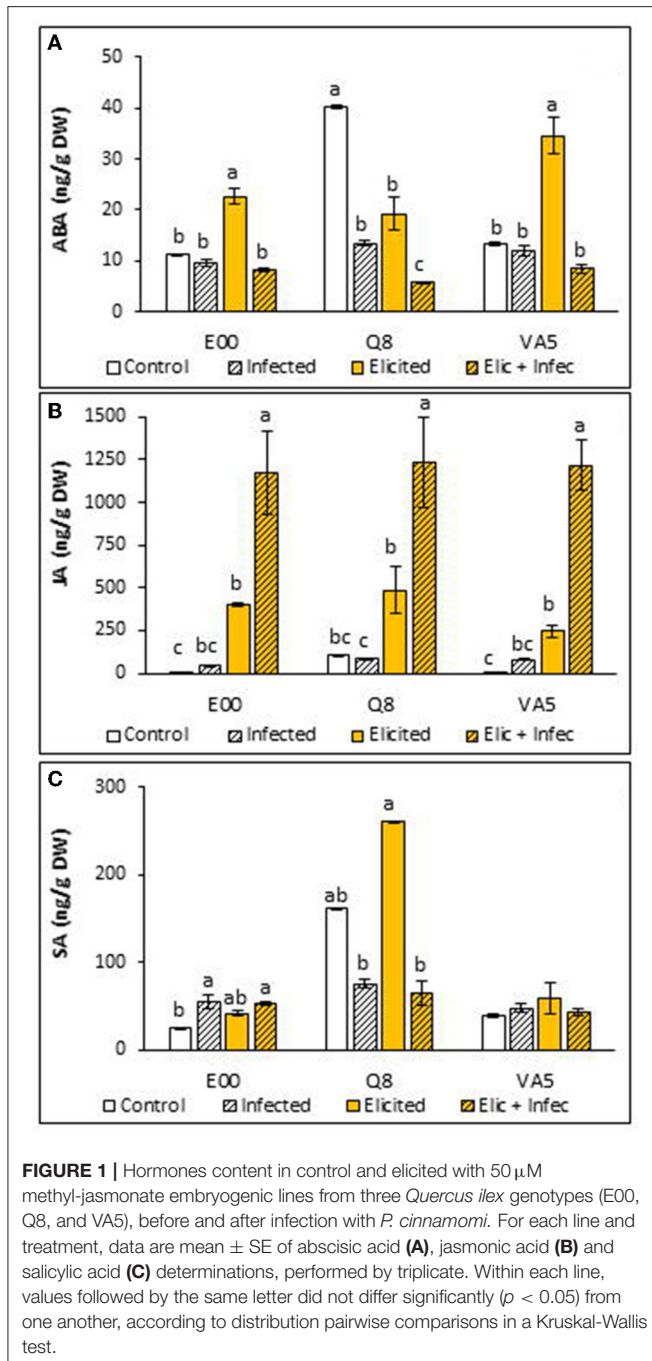 A
50
40
30
20
10
0
ABA (ng/g DW)
b b a b
a b b c
b b a b
E00 Q8 VA5
Control Infected Elicited Elic + Infec
B
1500
1250
1000
750
500
250
0
JA (ng/g DW)
c bc b a
bc c b a
c bc b a
E00 Q8 VA5
Control Infected Elicited Elic + Infec
C
300
200
100
0
SA (ng/g DW)
b a ab a
ab b a b
E00 Q8 VA5
Control Infected Elicited Elic + Infec
FIGURE 1 | Hormones content in control and elicited with 50 μM
methyl-jasmonate embryogenic lines from three Quercus ilex genotypes (E00,
Q8, and VA5), before and after infection with P. cinnamomi. For each line and
treatment, data are mean ± SE of abscisic acid (A), jasmonic acid (B) and
salicylic acid (C) determinations, performed by triplicate. Within each line,
values followed by the same letter did not differ significantly (p < 0.05) from
one another, according to distribution pairwise comparisons in a Kruskal-Wallis
test.